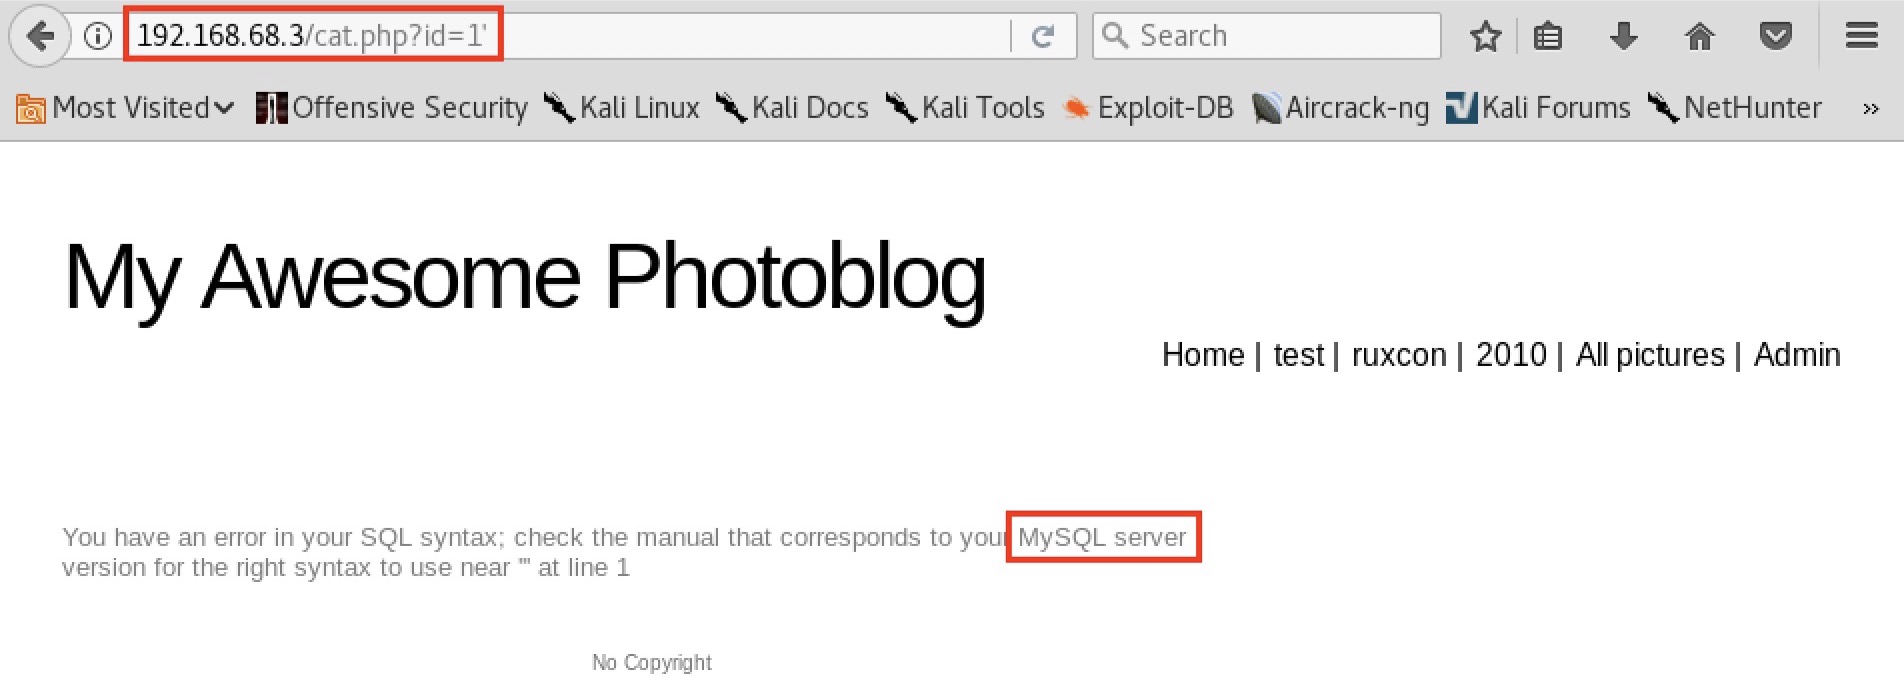 192.168.68.3/cat.php?id=1'
Search
Most Visited Offensive Security Kali Linux Kali Docs Kali Tools Exploit-DB Aircrack-ng Kali Forums NetHunter »
My Awesome Photoblog
Home | test | ruxcon | 2010 | All pictures | Admin
You have an error in your SQL syntax; check the manual that corresponds to your MySQL server
version for the right syntax to use near ''' at line 1
No Copyright